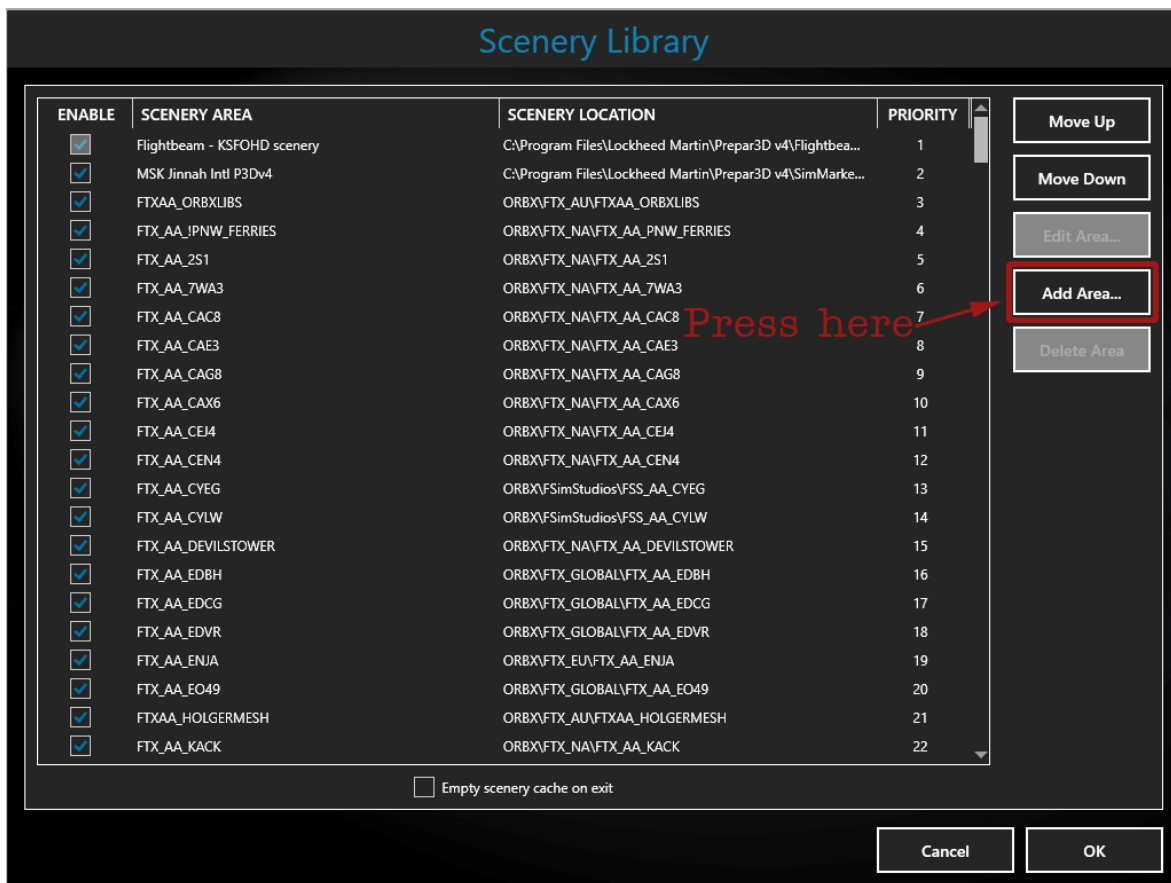 Scenery Library
ENABLE SCENERY AREA SCENERY LOCATION PRIORITY
Flightbeam - KSFOHD scenery C:\Program Files\Lockheed Martin\Prepar3D v4\Flightbea... 1
MSK Jinnah Intl P3Dv4 C:\Program Files\Lockheed Martin\Prepar3D v4\SimMarke... 2
FTXAA_ORBXLIBS ORBX\FTX_AU\FTXAA_ORBXLIBS 3
FTX_AA_!PNW_FERRIES ORBX\FTX_NA\FTX_AA_PNW_FERRIES 4
FTX_AA_2S1 ORBX\FTX_NA\FTX_AA_2S1 5
FTX_AA_7WA3 ORBX\FTX_NA\FTX_AA_7WA3 6
FTX_AA_CAC8 ORBX\FTX_NA\FTX_AA_CAC8 7
FTX_AA_CAE3 ORBX\FTX_NA\FTX_AA_CAE3 8
FTX_AA_CAG8 ORBX\FTX_NA\FTX_AA_CAG8 9
FTX_AA_CAX6 ORBX\FTX_NA\FTX_AA_CAX6 10
FTX_AA_CEJ4 ORBX\FTX_NA\FTX_AA_CEJ4 11
FTX_AA_CEN4 ORBX\FTX_NA\FTX_AA_CEN4 12
FTX_AA_CYEG ORBX\FSimStudios\FSS_AA_CYEG 13
FTX_AA_CYLW ORBX\FSimStudios\FSS_AA_CYLW 14
FTX_AA_DEVILSTOWER ORBX\FTX_NA\FTX_AA_DEVILSTOWER 15
FTX_AA_EDBH ORBX\FTX_GLOBAL\FTX_AA_EDBH 16
FTX_AA_EDCG ORBX\FTX_GLOBAL\FTX_AA_EDCG 17
FTX_AA_EDVR ORBX\FTX_GLOBAL\FTX_AA_EDVR 18
FTX_AA_ENJA ORBX\FTX_EU\FTX_AA_ENJA 19
FTX_AA_EO49 ORBX\FTX_GLOBAL\FTX_AA_EO49 20
FTXAA_HOLGERMESH ORBX\FTX_AU\FTXAA_HOLGERMESH 21
FTX_AA_KACK ORBX\FTX_NA\FTX_AA_KACK 22
Empty scenery cache on exit
Move Up
Move Down
Edit Area...
Add Area...
Press here
Delete Area
Cancel
OK